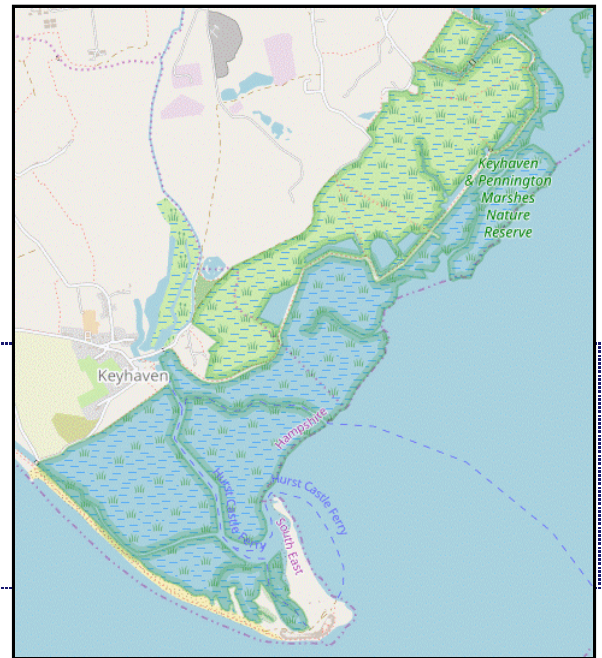 Keyhaven
& Pennington
Marshes
Nature
Reserve
Keyhaven
Hampshire
Hurst Castle Ferry
Hurst Castle Ferry
South East